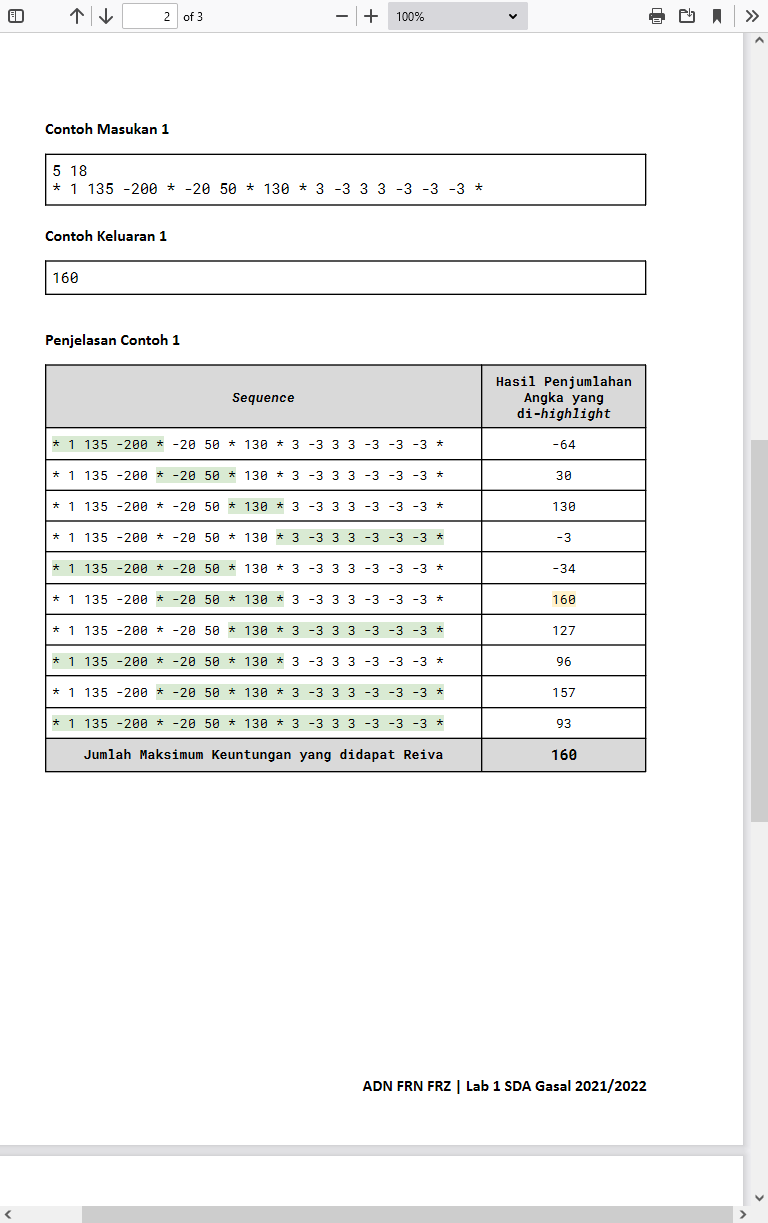 2 of 3 100%
Contoh Masukan 1
5 18
* 1 135 -200 * -20 50 * 130 * 3 -3 3 3 -3 -3 -3 *
Contoh Keluaran 1
160
Penjelasan Contoh 1
Sequence
Hasil Penjumlahan
Angka yang
di-highlight
* 1 135 -200 * -20 50 * 130 * 3 -3 3 3 -3 -3 -3 * -64
* 1 135 -200 * -20 50 * 130 * 3 -3 3 3 -3 -3 -3 * 30
* 1 135 -200 * -20 50 * 130 * 3 -3 3 3 -3 -3 -3 * 130
* 1 135 -200 * -20 50 * 130 * 3 -3 3 3 -3 -3 -3 * -3
* 1 135 -200 * -20 50 * 130 * 3 -3 3 3 -3 -3 -3 * -34
* 1 135 -200 * -20 50 * 130 * 3 -3 3 3 -3 -3 -3 * 160
* 1 135 -200 * -20 50 * 130 * 3 -3 3 3 -3 -3 -3 * 127
* 1 135 -200 * -20 50 * 130 * 3 -3 3 3 -3 -3 -3 * 96
* 1 135 -200 * -20 50 * 130 * 3 -3 3 3 -3 -3 -3 * 157
* 1 135 -200 * -20 50 * 130 * 3 -3 3 3 -3 -3 -3 * 93
Jumlah Maksimum Keuntungan yang didapat Reiva 160
ADN FRN FRZ | Lab 1 SDA Gasal 2021/2022